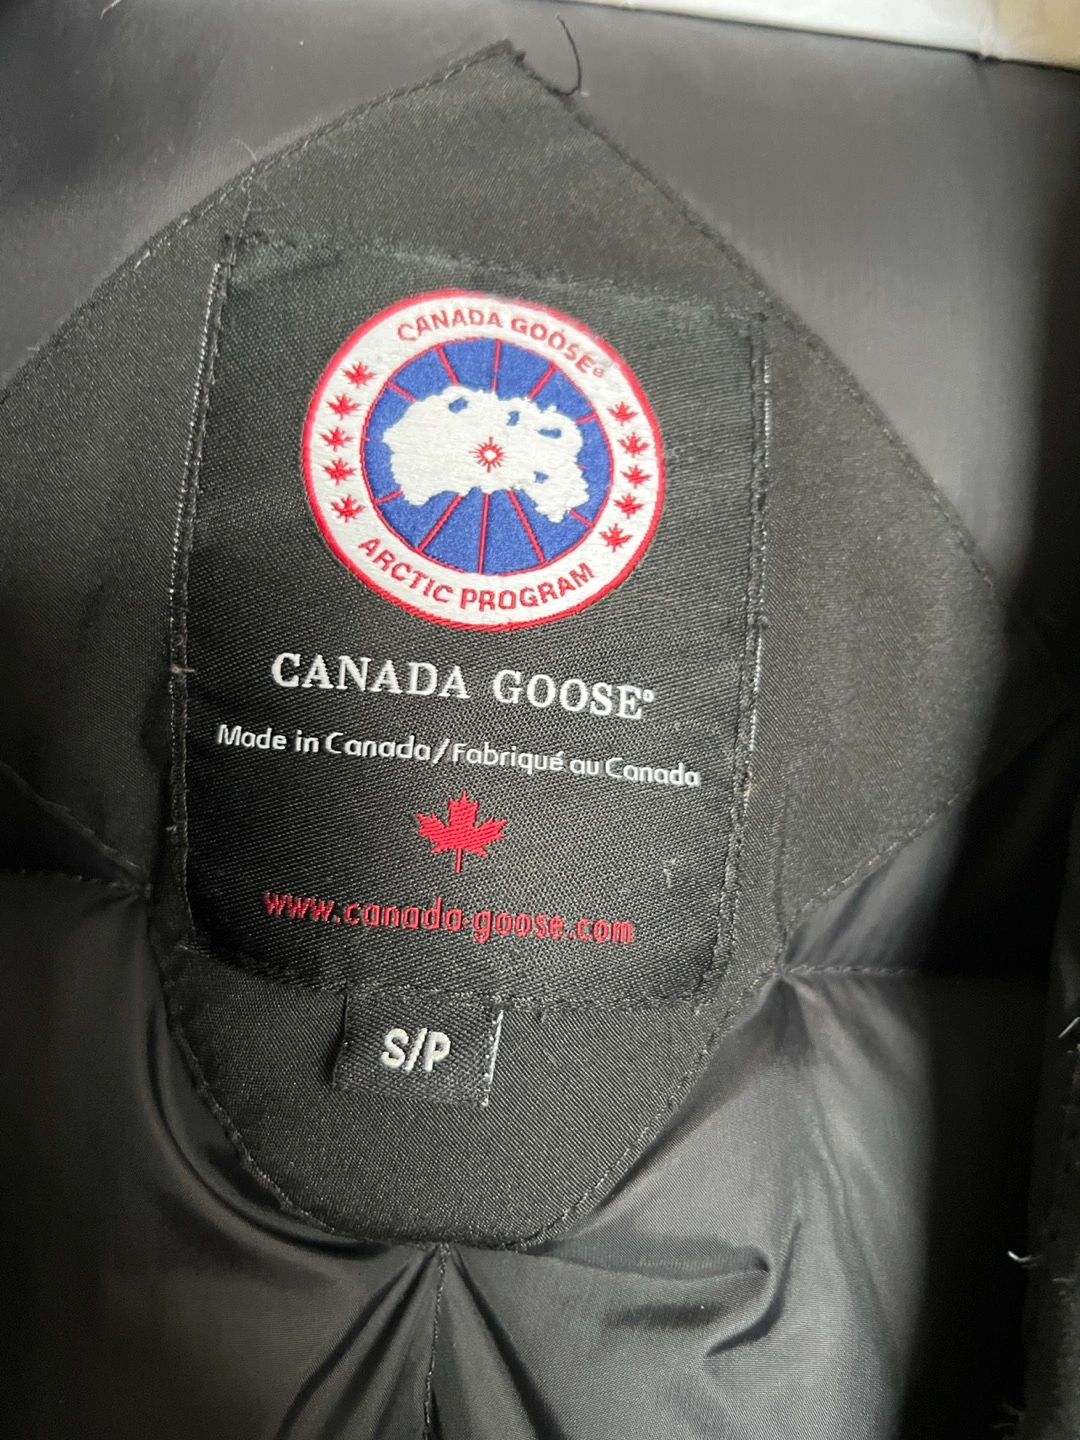 CANADA GOOSE®
ARCTIC PROGRAM
CANADA GOOSE®
Made in Canada/Fabriqué au Canada
www.canada-goose.com
S/P